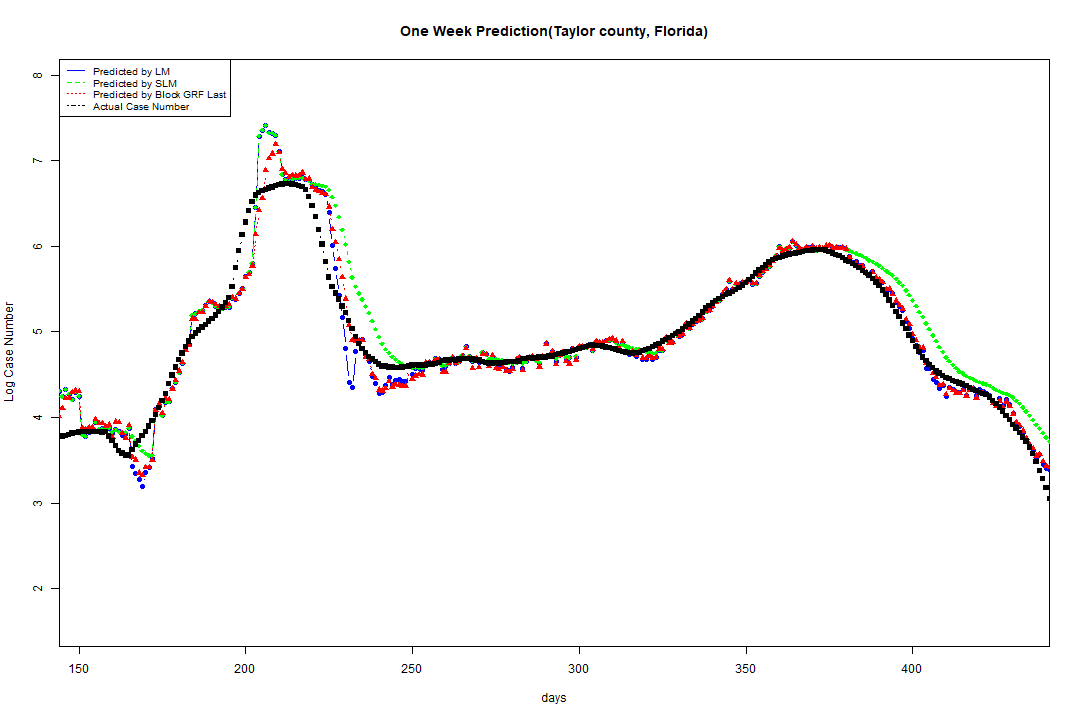 One Week Prediction(Taylor county, Florida)
Predicted by LM
Predicted by SLM
Predicted by Block GRF Last
Actual Case Number
8
7
6
5
4
3
2
Log Case Number
150 200 250 300 350 400
days